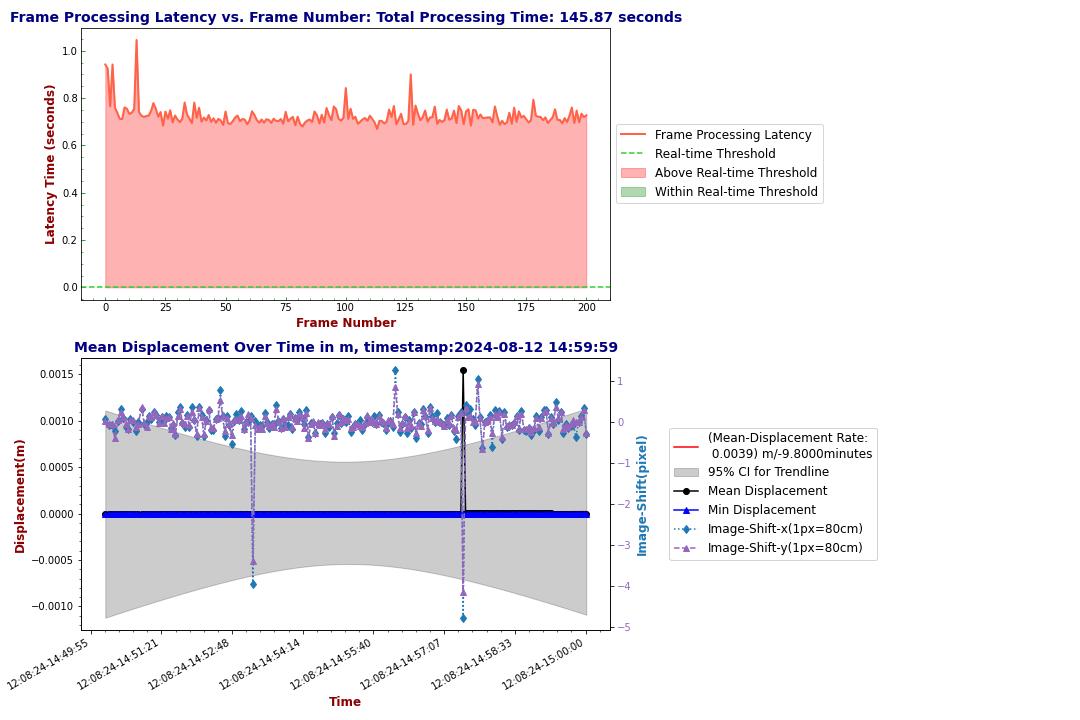 Frame Processing Latency vs. Frame Number: Total Processing Time: 145.87 seconds
1.0
0.8
0.6
0.4
0.2
0.0
Latency Time (seconds)
0 25 50 75 100 125 150 175 200
Frame Number
Frame Processing Latency
Real-time Threshold
Above Real-time Threshold
Within Real-time Threshold
Mean Displacement Over Time in m, timestamp:2024-08-12 14:59:59
0.0015
0.0010
0.0005
0.0000
−0.0005
−0.0010
Displacement(m)
1
0
−1
−2
−3
−4
−5
Image-Shift(pixel)
12:08:24-14:49:55
12:08:24-14:51:21
12:08:24-14:52:48
12:08:24-14:54:14
12:08:24-14:55:40
12:08:24-14:57:07
12:08:24-14:58:33
12:08:24-15:00:00
Time
(Mean-Displacement Rate:
0.0039) m/-9.8000minutes
95% CI for Trendline
Mean Displacement
Min Displacement
Image-Shift-x(1px=80cm)
Image-Shift-y(1px=80cm)